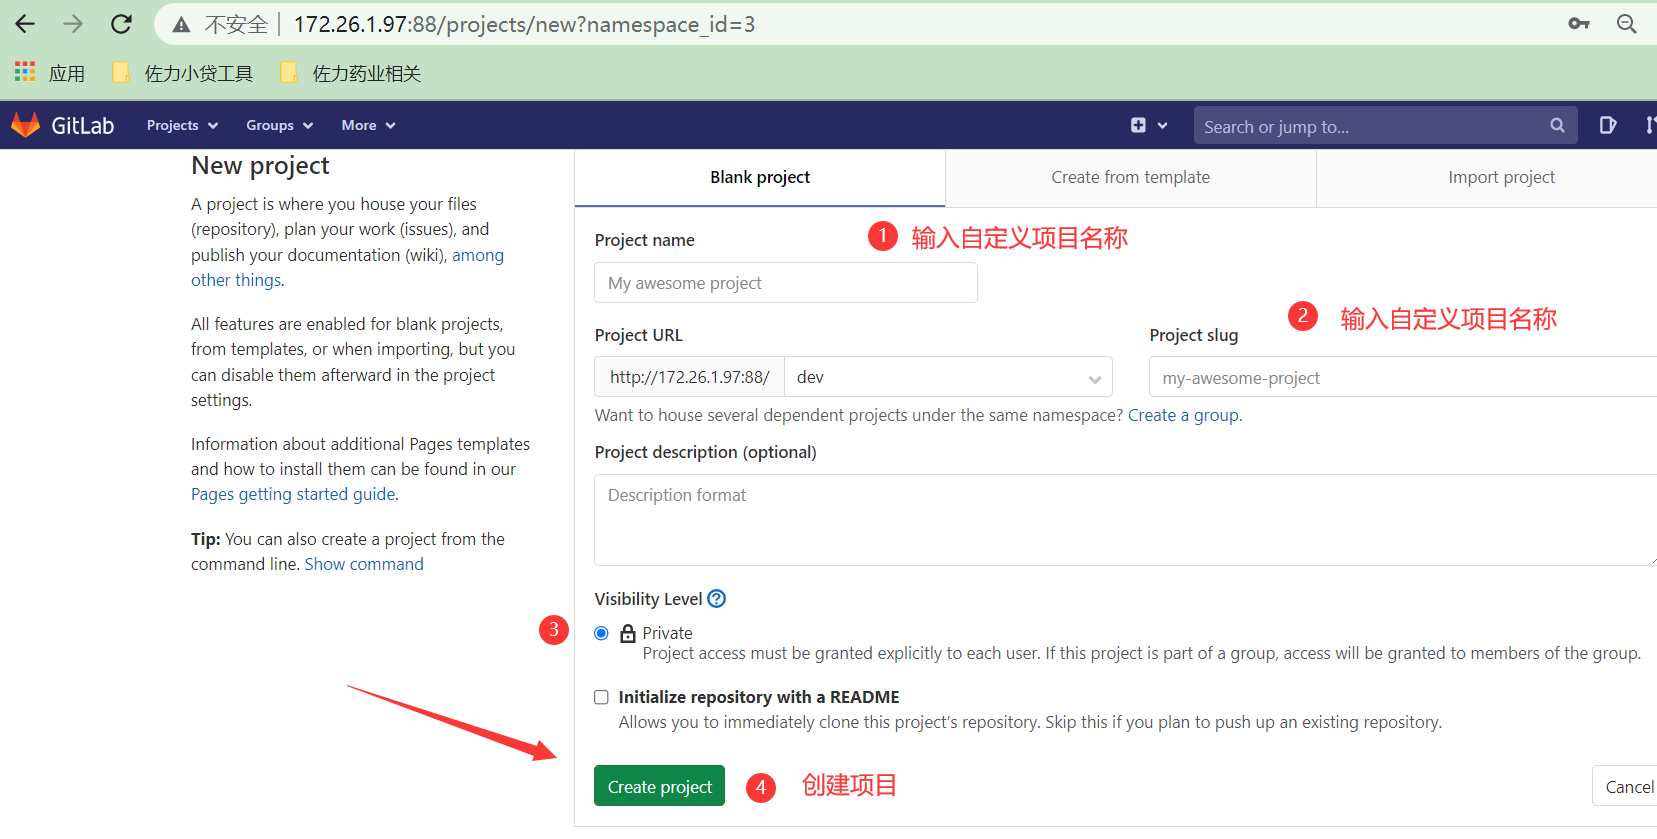 不安全 172.26.1.97:88/projects/new?namespace_id=3
应用 佐力小贷工具 佐力药业相关
GitLab Projects Groups More Search or jump to...
New project
A project is where you house your files
(repository), plan your work (issues), and
publish your documentation (wiki), among
other things.
All features are enabled for blank projects,
from templates, or when importing, but you
can disable them afterward in the project
settings.
Information about additional Pages templates
and how to install them can be found in our
Pages getting started guide.
Tip: You can also create a project from the
command line. Show command
Blank project Create from template Import project
Project name 1 输入自定义项目名称
My awesome project
2 输入自定义项目名称
Project URL Project slug
http://172.26.1.97:88/ dev my-awesome-project
Want to house several dependent projects under the same namespace? Create a group.
Project description (optional)
Description format
Visibility Level ?
3 Private
Project access must be granted explicitly to each user. If this project is part of a group, access will be granted to members of the group.
Initialize repository with a README
Allows you to immediately clone this project's repository. Skip this if you plan to push up an existing repository.
Create project 4 创建项目 Cancel